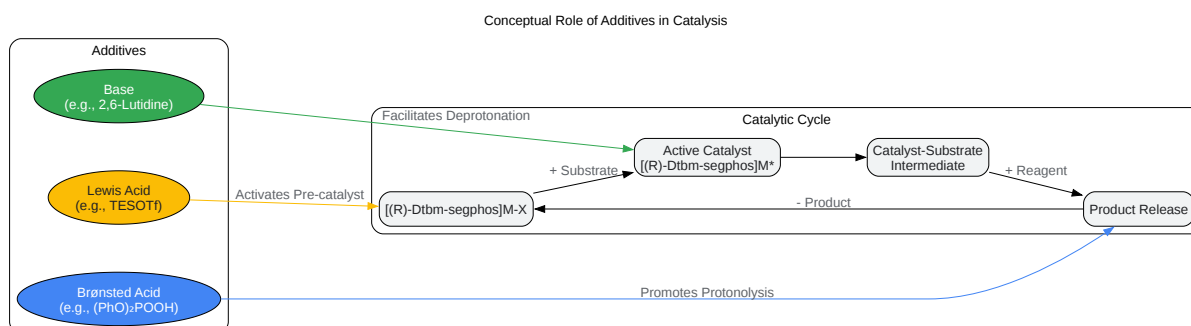 Conceptual Role of Additives in Catalysis
Additives
Base
(e.g., 2,6-Lutidine)
Lewis Acid
(e.g., TESOTf)
Brønsted Acid
(e.g., (PhO)₂POOH)
Facilitates Deprotonation
Activates Pre-catalyst
Promotes Protonolysis
Catalytic Cycle
[(R)-Dtbm-segphos]M-X
+ Substrate
Active Catalyst
[(R)-Dtbm-segphos]M*
Catalyst-Substrate
Intermediate
+ Reagent
Product Release
- Product